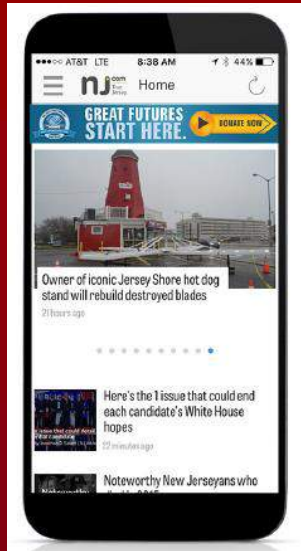 AT&T LTE 8:38 AM 44%
nj.com True Jersey Home
GREAT FUTURES
START HERE.
DONATE NOW
Owner of iconic Jersey Shore hot dog
stand will rebuild destroyed blades
21 hours ago
Here's the 1 issue that could end
each candidate's White House
hopes
22 minutes ago
Noteworthy New Jerseyans who